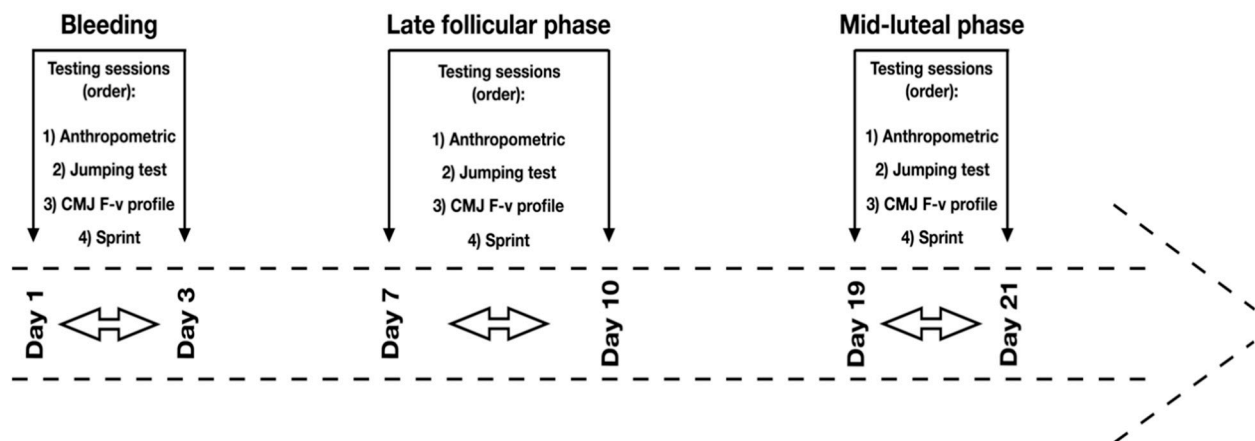 Bleeding
Testing sessions
(order):
1) Anthropometric
2) Jumping test
3) CMJ F-v profile
4) Sprint
Late follicular phase
Testing sessions
(order):
1) Anthropometric
2) Jumping test
3) CMJ F-v profile
4) Sprint
Mid-luteal phase
Testing sessions
(order):
1) Anthropometric
2) Jumping test
3) CMJ F-v profile
4) Sprint
Day 1
Day 3
Day 7
Day 10
Day 19
Day 21